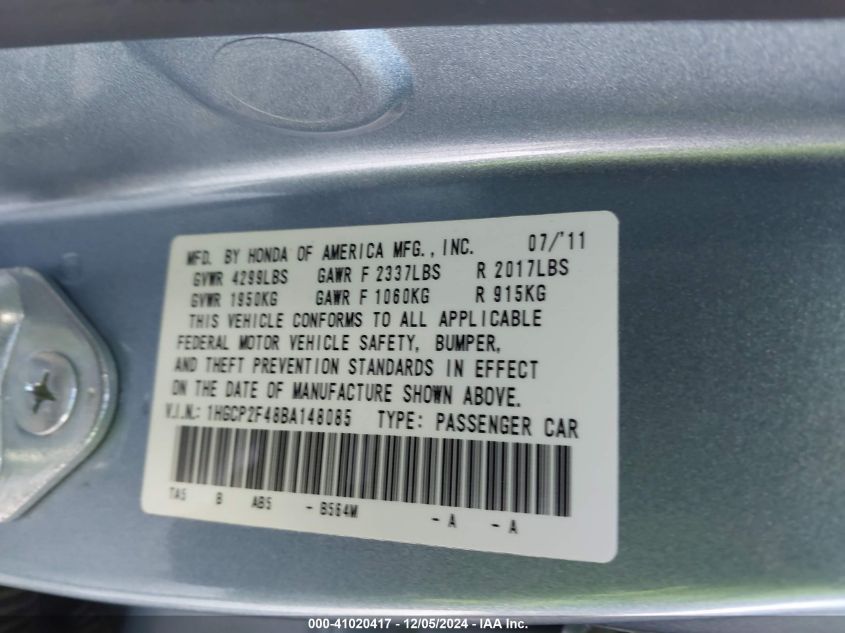 MFD. BY HONDA OF AMERICA MFG., INC. 07/'11
GVWR 4299LBS GAWR F 2337LBS R 2017LBS
GVWR 1950KG GAWR F 1060KG R 915KG
THIS VEHICLE CONFORMS TO ALL APPLICABLE
FEDERAL MOTOR VEHICLE SAFETY, BUMPER,
AND THEFT PREVENTION STANDARDS IN EFFECT
ON THE DATE OF MANUFACTURE SHOWN ABOVE.
V.I.N.: 1HGCP2F48BA148085 TYPE: PASSENGER CAR
TA5 B AB5 - B564M - A - A
000-41020417 - 12/05/2024 - IAA Inc.